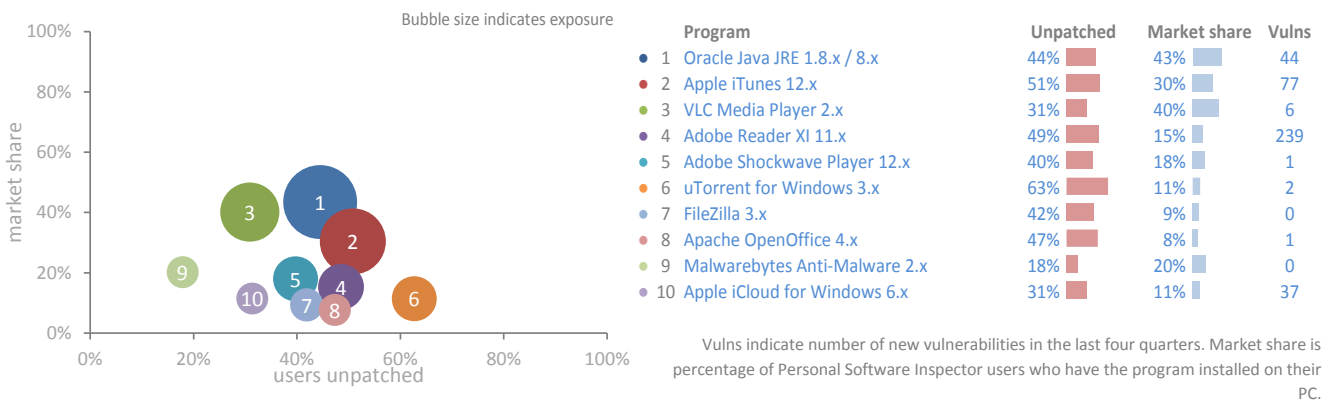 Bubble size indicates exposure
100%
80%
60%
40%
20%
0%
market share
1
2
3
4
5
6
7
8
9
10
0% 20% 40% 60% 80% 100%
users unpatched
Program Unpatched Market share Vulns
1 Oracle Java JRE 1.8.x / 8.x 44% 43% 44
2 Apple iTunes 12.x 51% 30% 77
3 VLC Media Player 2.x 31% 40% 6
4 Adobe Reader XI 11.x 49% 15% 239
5 Adobe Shockwave Player 12.x 40% 18% 1
6 uTorrent for Windows 3.x 63% 11% 2
7 FileZilla 3.x 42% 9% 0
8 Apache OpenOffice 4.x 47% 8% 1
9 Malwarebytes Anti-Malware 2.x 18% 20% 0
10 Apple iCloud for Windows 6.x 31% 11% 37
Vulns indicate number of new vulnerabilities in the last four quarters. Market share is
percentage of Personal Software Inspector users who have the program installed on their
PC.